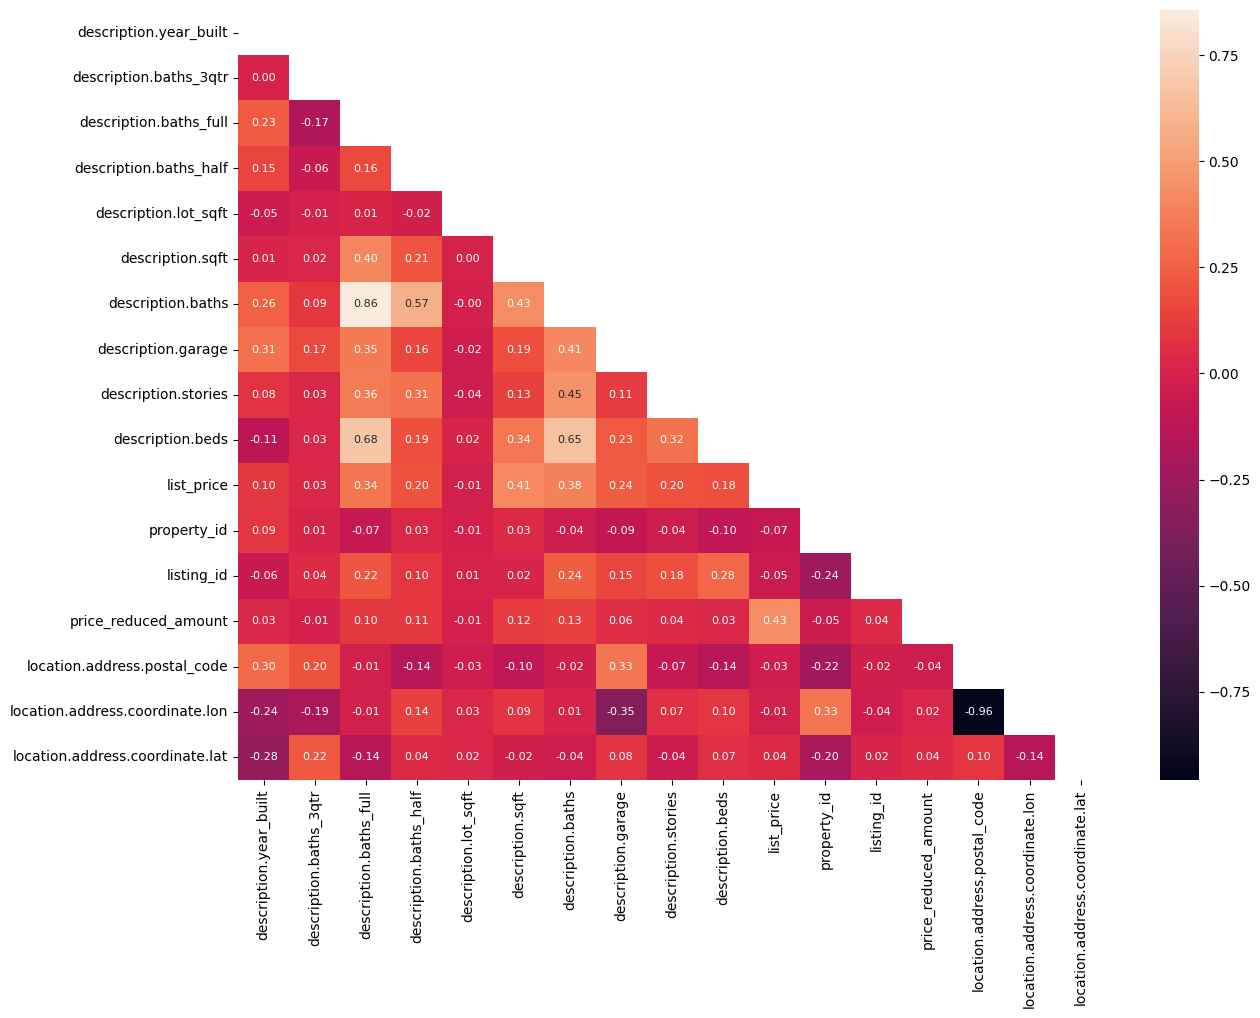 description.year_built
description.baths_3qtr 0.00
description.baths_full 0.23 -0.17
description.baths_half 0.15 -0.06 0.16
description.lot_sqft -0.05 -0.01 0.01 -0.02
description.sqft 0.01 0.02 0.40 0.21 0.00
description.baths 0.26 0.09 0.86 0.57 -0.00 0.43
description.garage 0.31 0.17 0.35 0.16 -0.02 0.19 0.41
description.stories 0.08 0.03 0.36 0.31 -0.04 0.13 0.45 0.11
description.beds -0.11 0.03 0.68 0.19 0.02 0.34 0.65 0.23 0.32
list_price 0.10 0.03 0.34 0.20 -0.01 0.41 0.38 0.24 0.20 0.18
property_id 0.09 0.01 -0.07 0.03 -0.01 0.03 -0.04 -0.09 -0.04 -0.10 -0.07
listing_id -0.06 0.04 0.22 0.10 0.01 0.02 0.24 0.15 0.18 0.28 -0.05 -0.24
price_reduced_amount 0.03 -0.01 0.10 0.11 -0.01 0.12 0.13 0.06 0.04 0.03 0.43 -0.05 0.04
location.address.postal_code 0.30 0.20 -0.01 -0.14 -0.03 -0.10 -0.02 0.33 -0.07 -0.14 -0.03 -0.22 -0.02 -0.04
location.address.coordinate.lon -0.24 -0.19 -0.01 0.14 0.03 0.09 0.01 -0.35 0.07 0.10 -0.01 0.33 -0.04 0.02 -0.96
location.address.coordinate.lat -0.28 0.22 -0.14 0.04 0.02 -0.02 -0.04 0.08 -0.04 0.07 0.04 -0.20 0.02 0.04 0.10 -0.14
description.year_built
description.baths_3qtr
description.baths_full
description.baths_half
description.lot_sqft
description.sqft
description.baths
description.garage
description.stories
description.beds
list_price
property_id
listing_id
price_reduced_amount
location.address.postal_code
location.address.coordinate.lon
location.address.coordinate.lat
0.75
0.50
0.25
0.00
−0.25
−0.50
−0.75